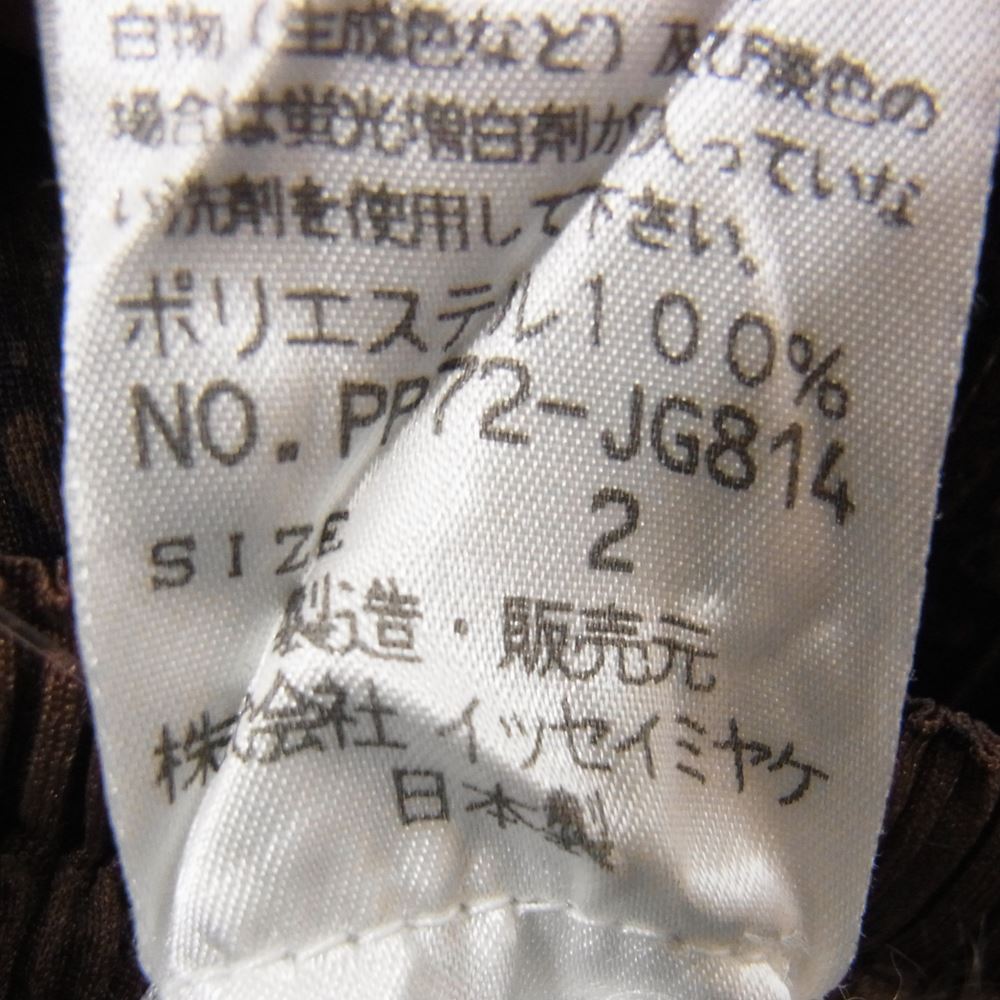 白物（生成色など）及び淡色の
場合は蛍光増白剤が入っていな
い洗剤を使用して下さい。
ポリエステル100%
NO. PP72-JG814
SIZE 2
製造・販売元
株式会社 イッセイミヤケ
日本製